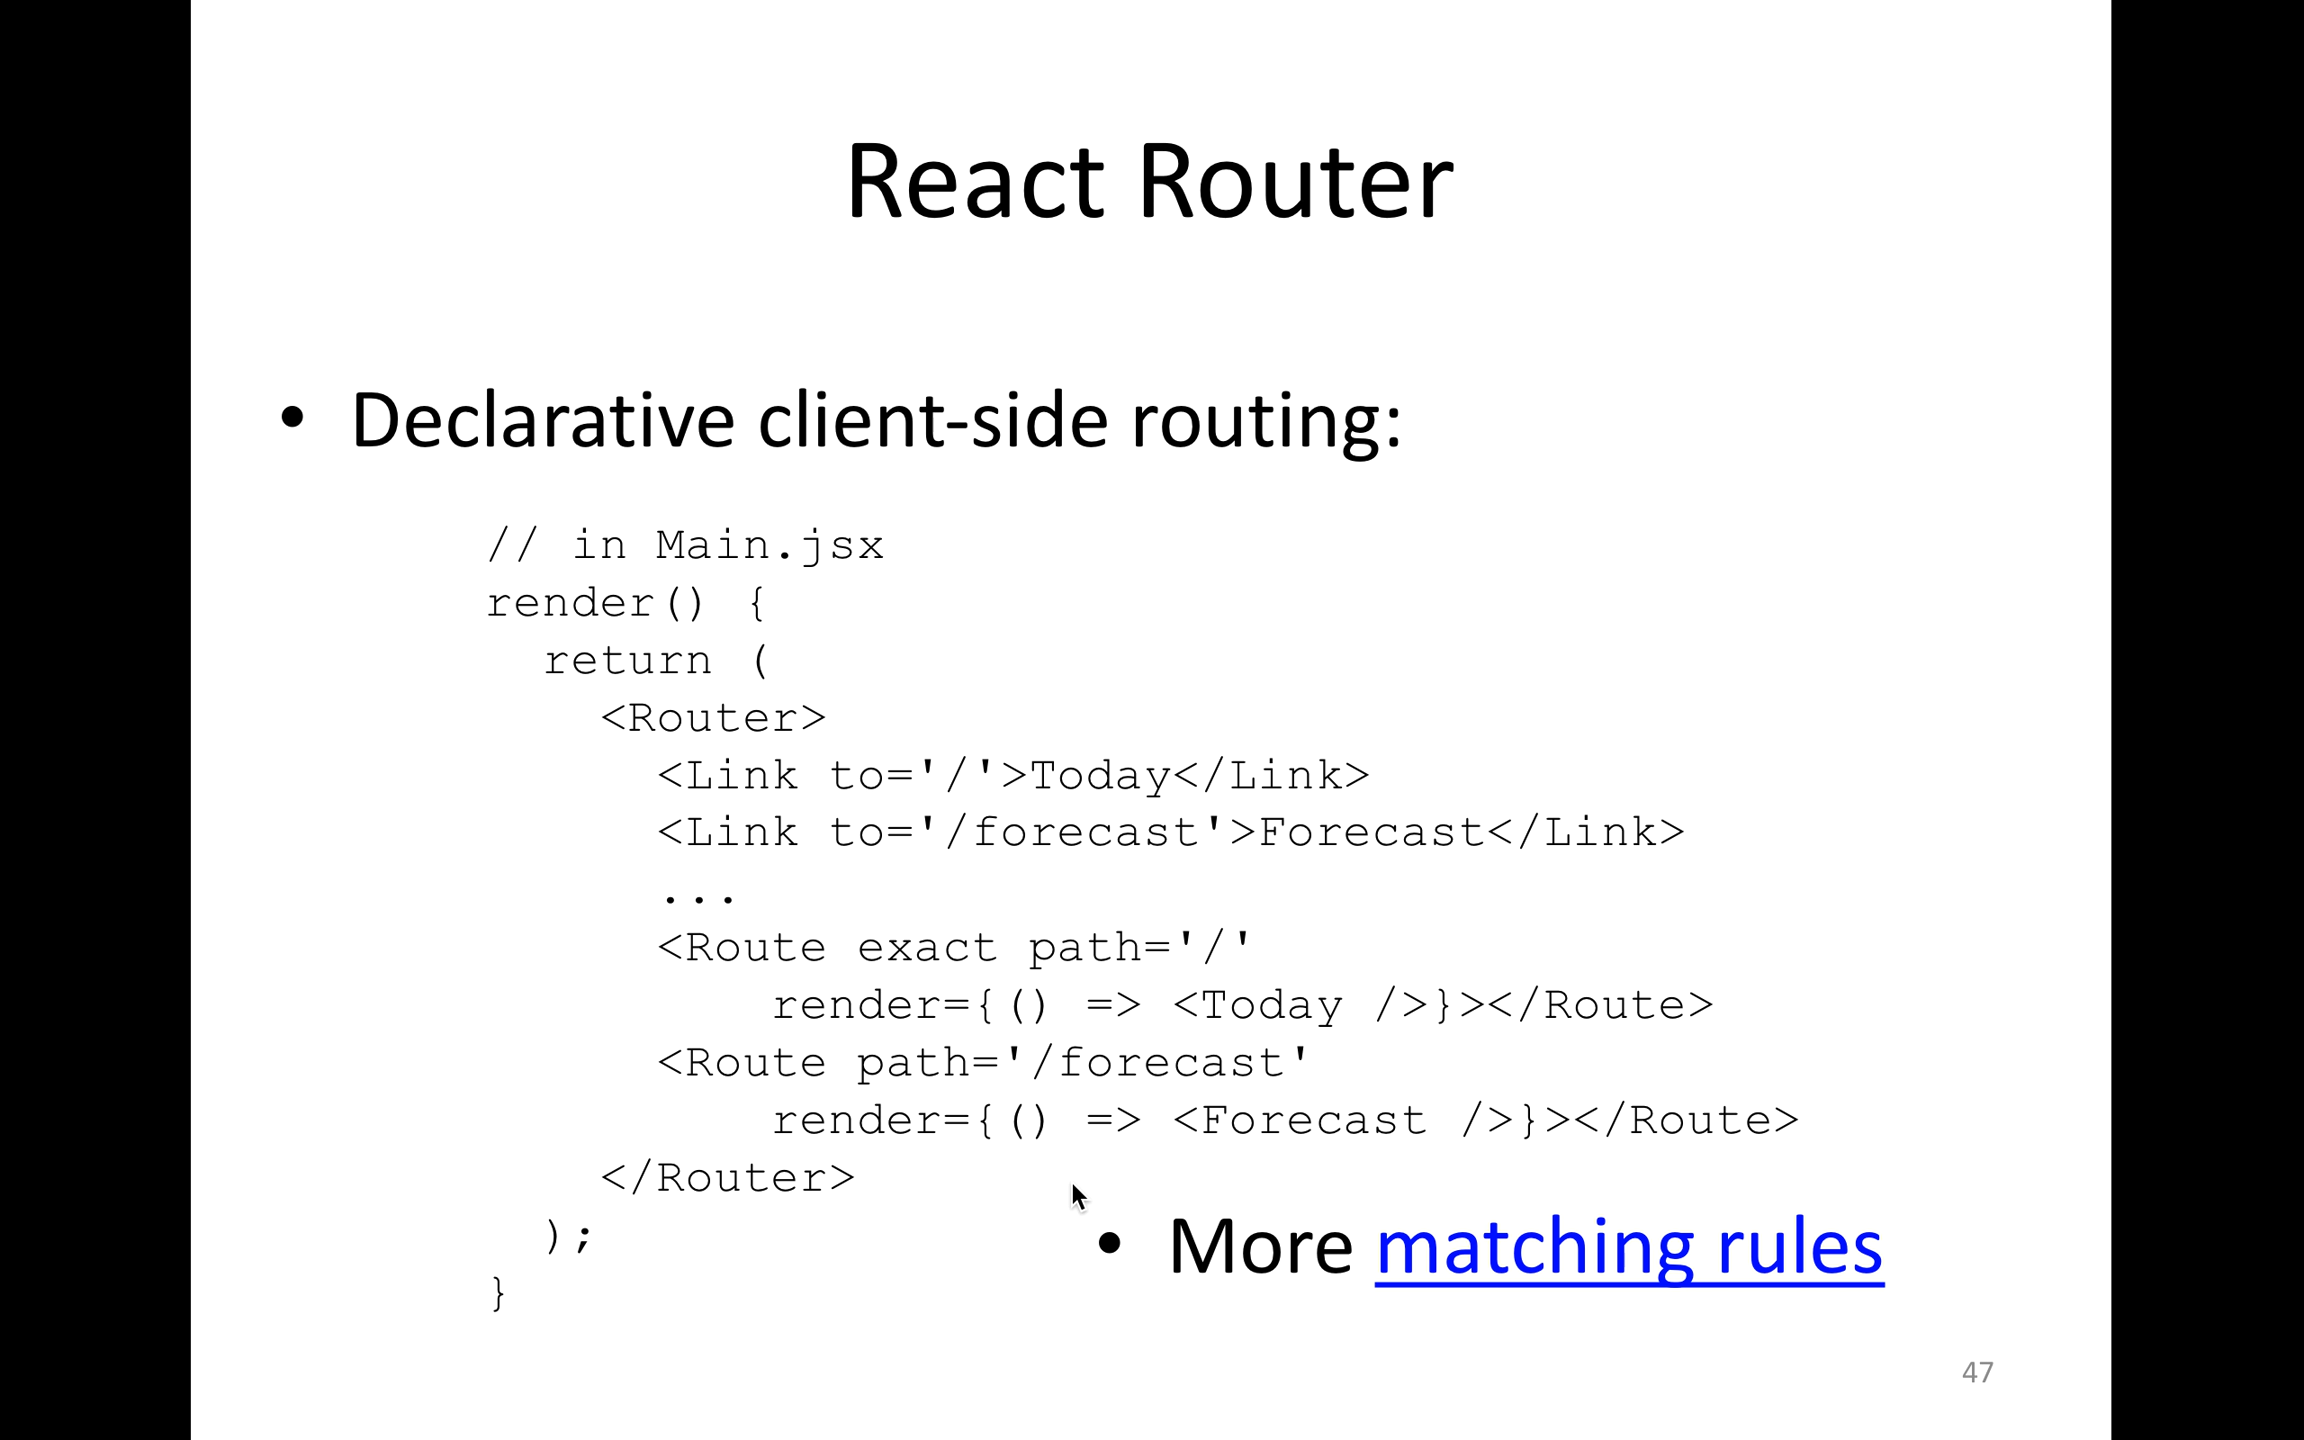 React Router
• Declarative client-side routing:
// in Main.jsx
render() {
  return (
    <Router>
      <Link to='/'>Today</Link>
      <Link to='/forecast'>Forecast</Link>
      ...
      <Route exact path='/'
          render={() => <Today />}></Route>
      <Route path='/forecast'
          render={() => <Forecast />}></Route>
    </Router>
  );
}
• More matching rules
47